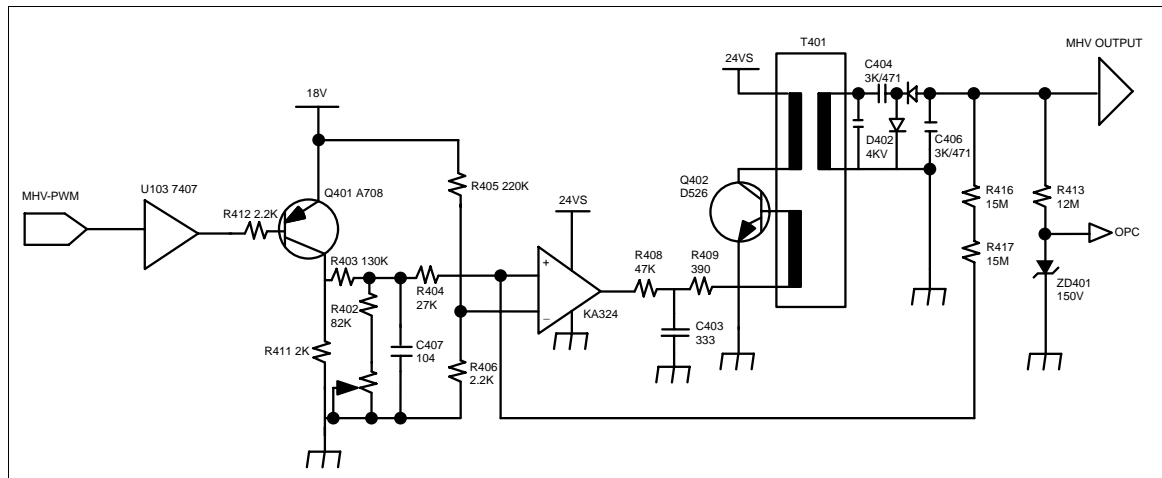 T401
MHV OUTPUT
24VS
C404
3K/471
18V
D402
4KV
C406
3K/471
MHV-PWM
U103 7407
Q401 A708
R405 220K
Q402
D526
R416
15M
R413
12M
R412 2.2K
24VS
OPC
R403 130K
R404
27K
+
−
KA324
R408
47K
R409
390
R417
15M
ZD401
150V
R402
82K
C403
333
R411 2K
C407
104
R406
2.2K